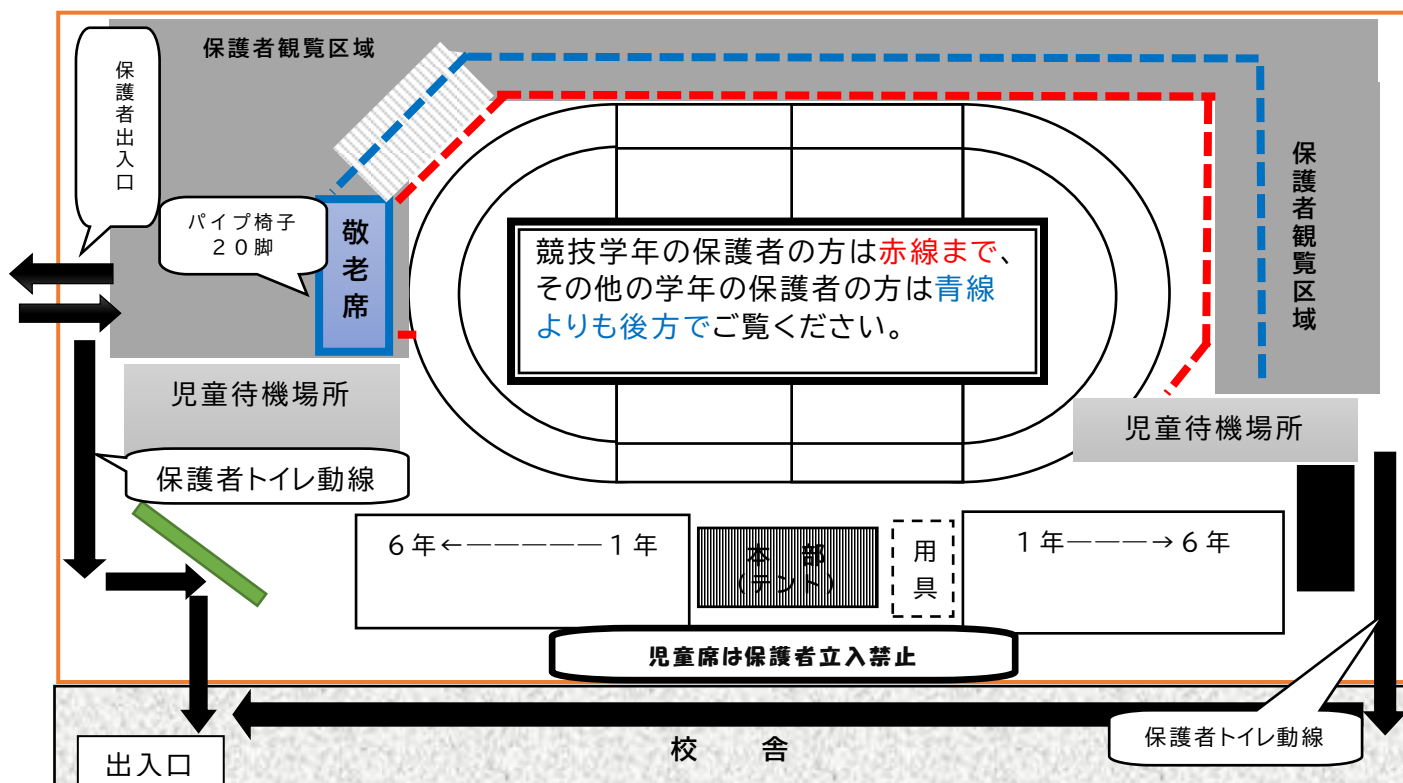 保護者観覧区域
保護者出入口
パイプ椅子
２０脚
敬老席
競技学年の保護者の方は赤線まで、
その他の学年の保護者の方は青線
よりも後方でご覧ください。
保護者観覧区域
児童待機場所
児童待機場所
保護者トイレ動線
６年←―――――１年
本　部
（テント）
用具
１年―――→６年
児童席は保護者立入禁止
保護者トイレ動線
校　舎
出入口